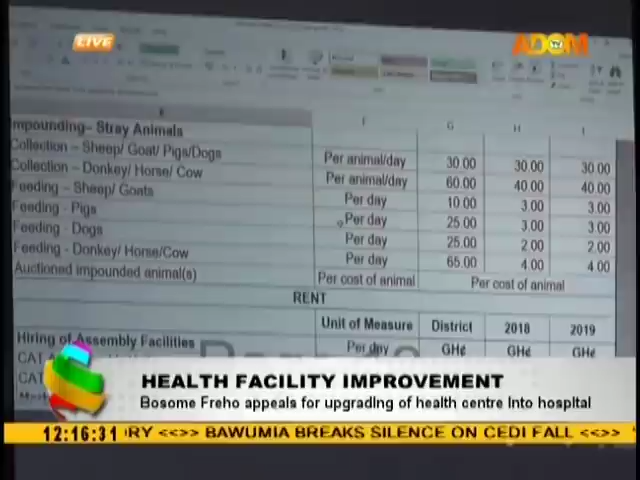 LIVE
ADOM TV
E F G H I
Impounding– Stray Animals
Collection – Sheep/ Goat/ Pigs/Dogs Per animal/day 30.00 30.00 30.00
Collection – Donkey/ Horse/ Cow Per animal/day 60.00 40.00 40.00
Feeding – Sheep/ Goats Per day 10.00 3.00 3.00
Feeding - Pigs Per day 25.00 3.00 3.00
Feeding - Dogs Per day 25.00 2.00 2.00
Feeding - Donkey/ Horse/Cow Per day 65.00 4.00 4.00
Auctioned impounded animal(s) Per cost of animal Per cost of animal
RENT
Unit of Measure District 2018 2019
Hiring of Assembly Facilities Per day GH¢ GH¢ GH¢
CAT A
CAT
HEALTH FACILITY IMPROVEMENT
Bosome Freho appeals for upgrading of health centre into hospital
12:16:31 IRY <<>> BAWUMIA BREAKS SILENCE ON CEDI FALL <<>>